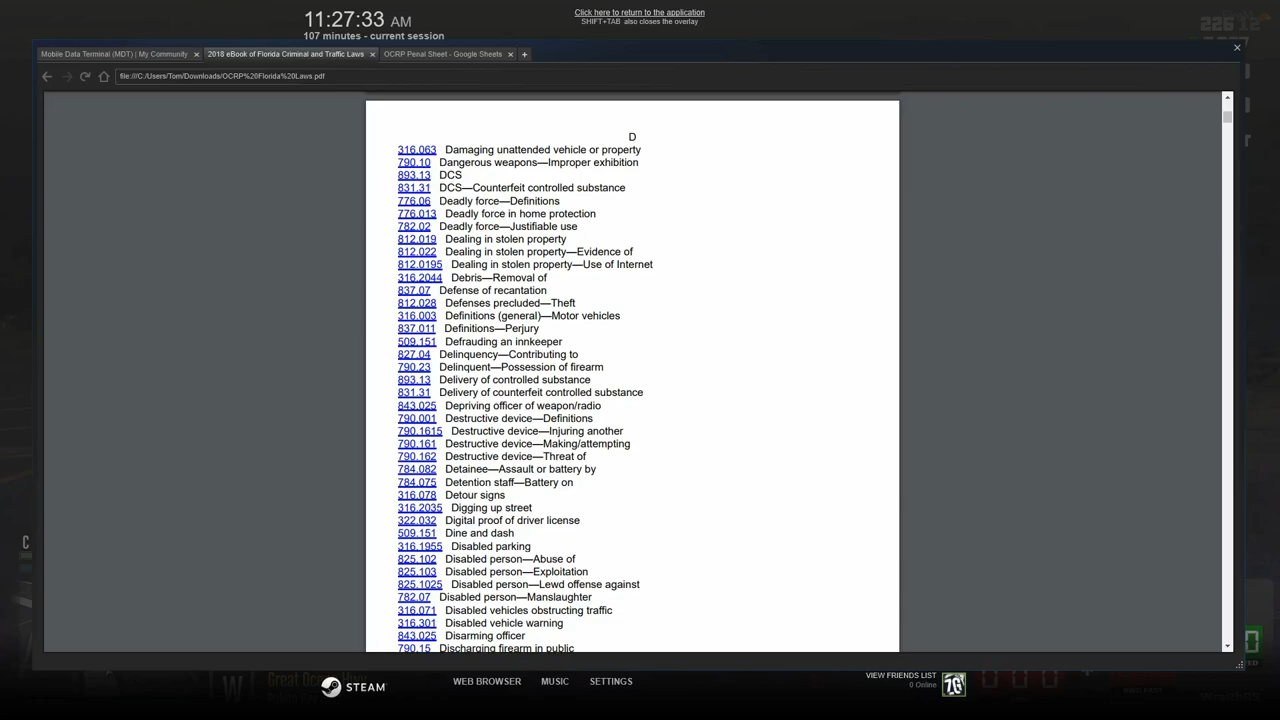 11:27:33 AM
107 minutes - current session
Click here to return to the application
SHIFT+TAB also closes the overlay
Mobile Data Terminal (MDT) | My Community
2018 eBook of Florida Criminal and Traffic Laws
OCRP Penal Sheet - Google Sheets
file:///C:/Users/Tom/Downloads/OCRP%20Florida%20Laws.pdf
D
316.063 Damaging unattended vehicle or property
790.10 Dangerous weapons—Improper exhibition
893.13 DCS
831.31 DCS—Counterfeit controlled substance
776.06 Deadly force—Definitions
776.013 Deadly force in home protection
782.02 Deadly force—Justifiable use
812.019 Dealing in stolen property
812.022 Dealing in stolen property—Evidence of
812.0195 Dealing in stolen property—Use of Internet
316.2044 Debris—Removal of
837.07 Defense of recantation
812.028 Defenses precluded—Theft
316.003 Definitions (general)—Motor vehicles
837.011 Definitions—Perjury
509.151 Defrauding an innkeeper
827.04 Delinquency—Contributing to
790.23 Delinquent—Possession of firearm
893.13 Delivery of controlled substance
831.31 Delivery of counterfeit controlled substance
843.025 Depriving officer of weapon/radio
790.001 Destructive device—Definitions
790.1615 Destructive device—Injuring another
790.161 Destructive device—Making/attempting
790.162 Destructive device—Threat of
784.082 Detainee—Assault or battery by
784.075 Detention staff—Battery on
316.078 Detour signs
316.2035 Digging up street
322.032 Digital proof of driver license
509.151 Dine and dash
316.1955 Disabled parking
825.102 Disabled person—Abuse of
825.103 Disabled person—Exploitation
825.1025 Disabled person—Lewd offense against
782.07 Disabled person—Manslaughter
316.071 Disabled vehicles obstructing traffic
316.301 Disabled vehicle warning
843.025 Disarming officer
790.15 Discharging firearm in public
STEAM
WEB BROWSER
MUSIC
SETTINGS
VIEW FRIENDS LIST
0 Online